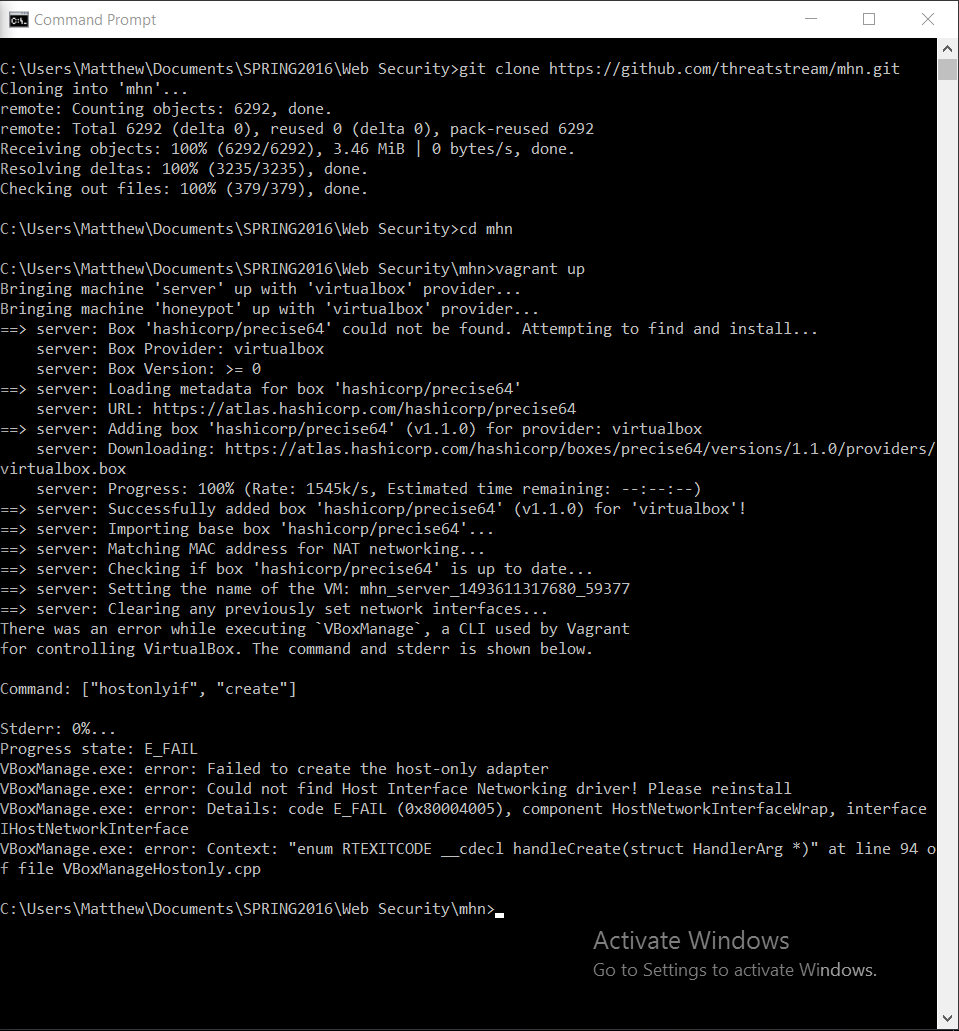 Command Prompt
C:\Users\Matthew\Documents\SPRING2016\Web Security>git clone https://github.com/threatstream/mhn.git
Cloning into 'mhn'...
remote: Counting objects: 6292, done.
remote: Total 6292 (delta 0), reused 0 (delta 0), pack-reused 6292
Receiving objects: 100% (6292/6292), 3.46 MiB | 0 bytes/s, done.
Resolving deltas: 100% (3235/3235), done.
Checking out files: 100% (379/379), done.
C:\Users\Matthew\Documents\SPRING2016\Web Security>cd mhn
C:\Users\Matthew\Documents\SPRING2016\Web Security\mhn>vagrant up
Bringing machine 'server' up with 'virtualbox' provider...
Bringing machine 'honeypot' up with 'virtualbox' provider...
==> server: Box 'hashicorp/precise64' could not be found. Attempting to find and install...
    server: Box Provider: virtualbox
    server: Box Version: >= 0
==> server: Loading metadata for box 'hashicorp/precise64'
    server: URL: https://atlas.hashicorp.com/hashicorp/precise64
==> server: Adding box 'hashicorp/precise64' (v1.1.0) for provider: virtualbox
    server: Downloading: https://atlas.hashicorp.com/hashicorp/boxes/precise64/versions/1.1.0/providers/
virtualbox.box
    server: Progress: 100% (Rate: 1545k/s, Estimated time remaining: --:--:--)
==> server: Successfully added box 'hashicorp/precise64' (v1.1.0) for 'virtualbox'!
==> server: Importing base box 'hashicorp/precise64'...
==> server: Matching MAC address for NAT networking...
==> server: Checking if box 'hashicorp/precise64' is up to date...
==> server: Setting the name of the VM: mhn_server_1493611317680_59377
==> server: Clearing any previously set network interfaces...
There was an error while executing `VBoxManage`, a CLI used by Vagrant
for controlling VirtualBox. The command and stderr is shown below.
Command: ["hostonlyif", "create"]
Stderr: 0%...
Progress state: E_FAIL
VBoxManage.exe: error: Failed to create the host-only adapter
VBoxManage.exe: error: Could not find Host Interface Networking driver! Please reinstall
VBoxManage.exe: error: Details: code E_FAIL (0x80004005), component HostNetworkInterfaceWrap, interface
IHostNetworkInterface
VBoxManage.exe: error: Context: "enum RTEXITCODE __cdecl handleCreate(struct HandlerArg *)" at line 94 o
f file VBoxManageHostonly.cpp
C:\Users\Matthew\Documents\SPRING2016\Web Security\mhn>
Activate Windows
Go to Settings to activate Windows.